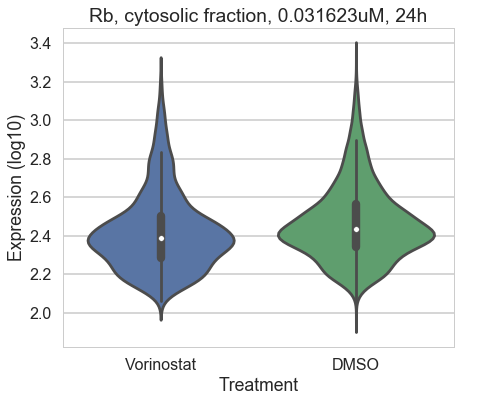 Rb, cytosolic fraction, 0.031623uM, 24h
Expression (log10)
3.4
3.2
3.0
2.8
2.6
2.4
2.2
2.0
Vorinostat DMSO
Treatment